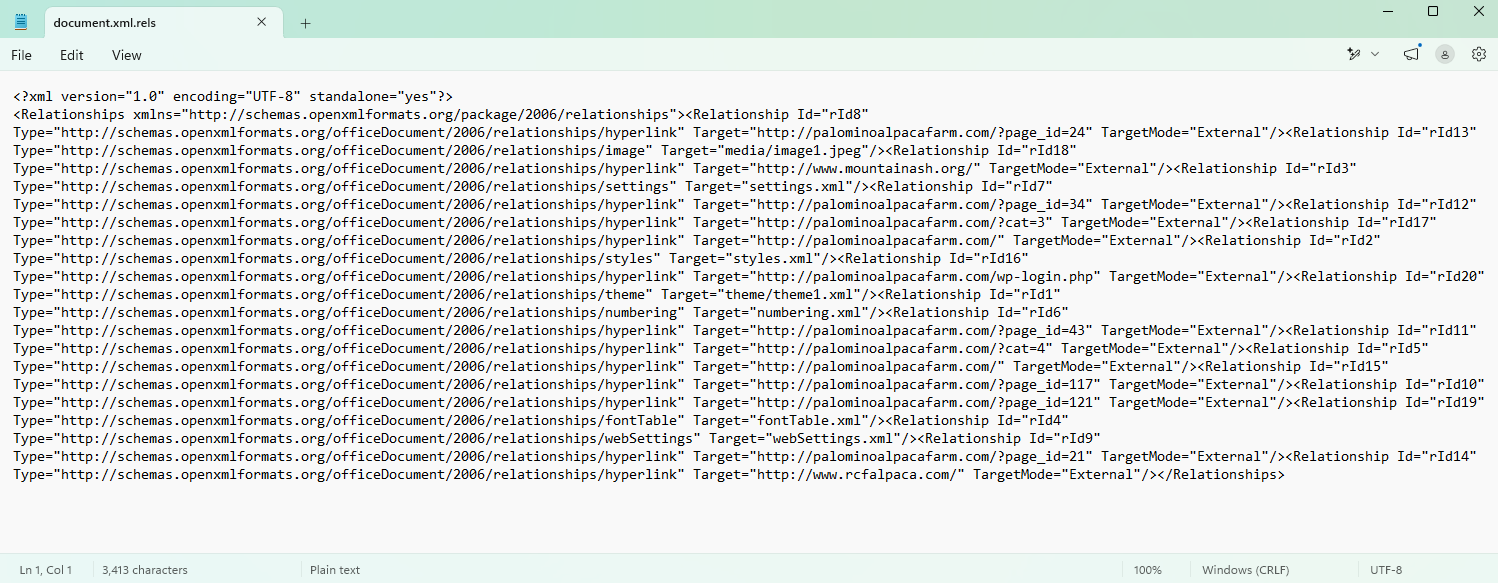 document.xml.rels
File Edit View
<?xml version="1.0" encoding="UTF-8" standalone="yes"?>
<Relationships xmlns="http://schemas.openxmlformats.org/package/2006/relationships"><Relationship Id="rId8"
Type="http://schemas.openxmlformats.org/officeDocument/2006/relationships/hyperlink" Target="http://palominoalpacafarm.com/?page_id=24" TargetMode="External"/><Relationship Id="rId13"
Type="http://schemas.openxmlformats.org/officeDocument/2006/relationships/image" Target="media/image1.jpeg"/><Relationship Id="rId18"
Type="http://schemas.openxmlformats.org/officeDocument/2006/relationships/hyperlink" Target="http://www.mountainash.org/" TargetMode="External"/><Relationship Id="rId3"
Type="http://schemas.openxmlformats.org/officeDocument/2006/relationships/settings" Target="settings.xml"/><Relationship Id="rId7"
Type="http://schemas.openxmlformats.org/officeDocument/2006/relationships/hyperlink" Target="http://palominoalpacafarm.com/?page_id=34" TargetMode="External"/><Relationship Id="rId12"
Type="http://schemas.openxmlformats.org/officeDocument/2006/relationships/hyperlink" Target="http://palominoalpacafarm.com/?cat=3" TargetMode="External"/><Relationship Id="rId17"
Type="http://schemas.openxmlformats.org/officeDocument/2006/relationships/hyperlink" Target="http://palominoalpacafarm.com/" TargetMode="External"/><Relationship Id="rId2"
Type="http://schemas.openxmlformats.org/officeDocument/2006/relationships/styles" Target="styles.xml"/><Relationship Id="rId16"
Type="http://schemas.openxmlformats.org/officeDocument/2006/relationships/hyperlink" Target="http://palominoalpacafarm.com/wp-login.php" TargetMode="External"/><Relationship Id="rId20"
Type="http://schemas.openxmlformats.org/officeDocument/2006/relationships/theme" Target="theme/theme1.xml"/><Relationship Id="rId1"
Type="http://schemas.openxmlformats.org/officeDocument/2006/relationships/numbering" Target="numbering.xml"/><Relationship Id="rId6"
Type="http://schemas.openxmlformats.org/officeDocument/2006/relationships/hyperlink" Target="http://palominoalpacafarm.com/?page_id=43" TargetMode="External"/><Relationship Id="rId11"
Type="http://schemas.openxmlformats.org/officeDocument/2006/relationships/hyperlink" Target="http://palominoalpacafarm.com/?cat=4" TargetMode="External"/><Relationship Id="rId5"
Type="http://schemas.openxmlformats.org/officeDocument/2006/relationships/hyperlink" Target="http://palominoalpacafarm.com/" TargetMode="External"/><Relationship Id="rId15"
Type="http://schemas.openxmlformats.org/officeDocument/2006/relationships/hyperlink" Target="http://palominoalpacafarm.com/?page_id=117" TargetMode="External"/><Relationship Id="rId10"
Type="http://schemas.openxmlformats.org/officeDocument/2006/relationships/hyperlink" Target="http://palominoalpacafarm.com/?page_id=121" TargetMode="External"/><Relationship Id="rId19"
Type="http://schemas.openxmlformats.org/officeDocument/2006/relationships/fontTable" Target="fontTable.xml"/><Relationship Id="rId4"
Type="http://schemas.openxmlformats.org/officeDocument/2006/relationships/webSettings" Target="webSettings.xml"/><Relationship Id="rId9"
Type="http://schemas.openxmlformats.org/officeDocument/2006/relationships/hyperlink" Target="http://palominoalpacafarm.com/?page_id=21" TargetMode="External"/><Relationship Id="rId14"
Type="http://schemas.openxmlformats.org/officeDocument/2006/relationships/hyperlink" Target="http://www.rcfalpaca.com/" TargetMode="External"/></Relationships>
Ln 1, Col 1 3,413 characters Plain text 100% Windows (CRLF) UTF-8